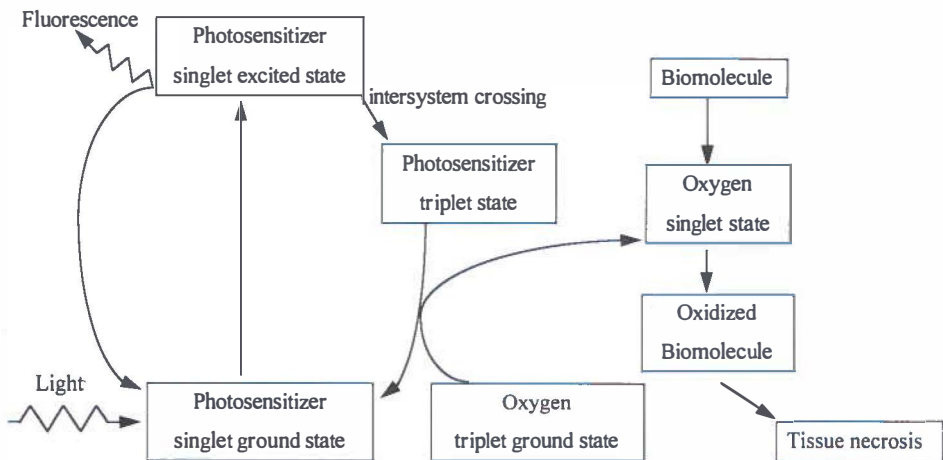 Fluorescence
Photosensitizer
singlet excited state
intersystem crossing
Biomolecule
Photosensitizer
triplet state
Oxygen
singlet state
Oxidized
Biomolecule
Light
Photosensitizer
singlet ground state
Oxygen
triplet ground state
Tissue necrosis